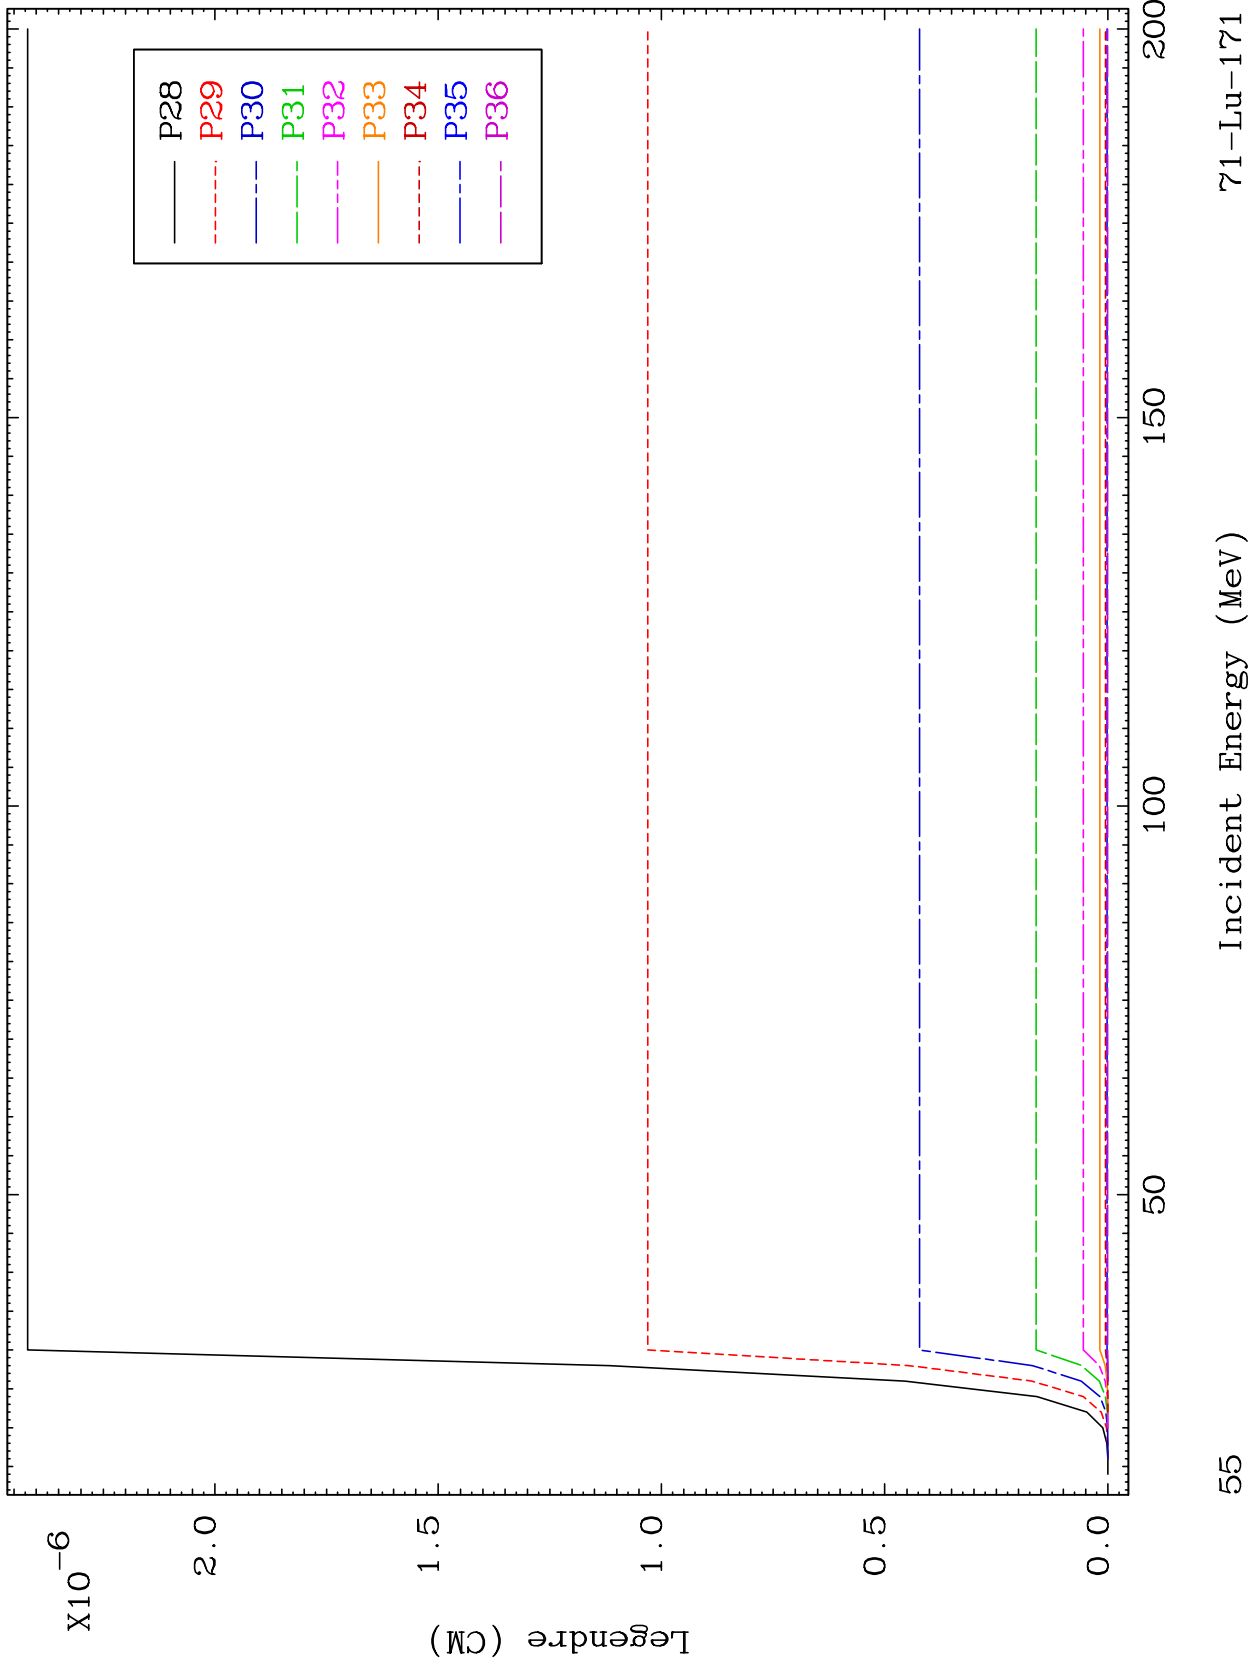 X10-6
2.0
1.5
1.0
0.5
0.0
Legendre (CM)
P28
P29
P30
P31
P32
P33
P34
P35
P36
50
100
150
200
Incident Energy (MeV)
55
71-Lu-171